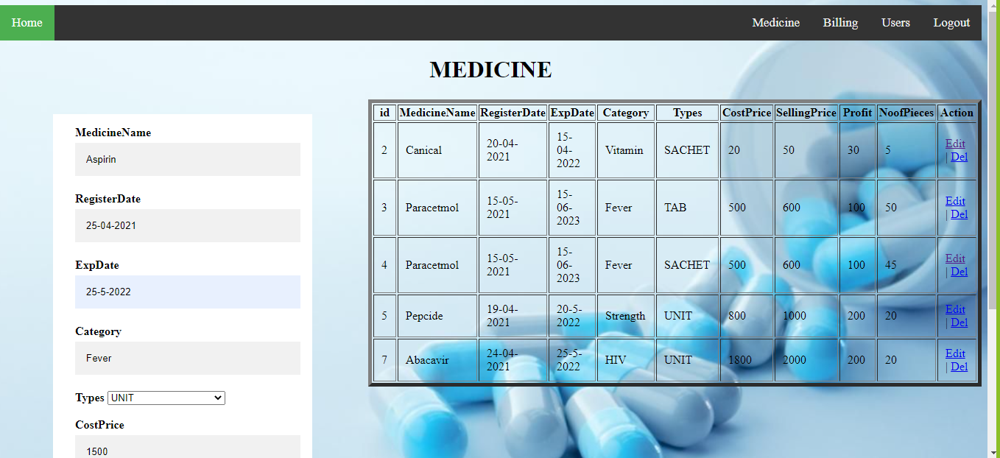 Home Medicine Billing Users Logout
MEDICINE
MedicineName
Aspirin
RegisterDate
25-04-2021
ExpDate
25-5-2022
Category
Fever
Types UNIT
CostPrice
1500
id MedicineName RegisterDate ExpDate Category Types CostPrice SellingPrice Profit NoofPieces Action
2 Canical 20-04-2021 15-04-2022 Vitamin SACHET 20 50 30 5 Edit | Del
3 Paracetmol 15-05-2021 15-06-2023 Fever TAB 500 600 100 50 Edit | Del
4 Paracetmol 15-05-2021 15-06-2023 Fever SACHET 500 600 100 45 Edit | Del
5 Pepcide 19-04-2021 20-5-2022 Strength UNIT 800 1000 200 20 Edit | Del
7 Abacavir 24-04-2021 25-5-2022 HIV UNIT 1800 2000 200 20 Edit | Del